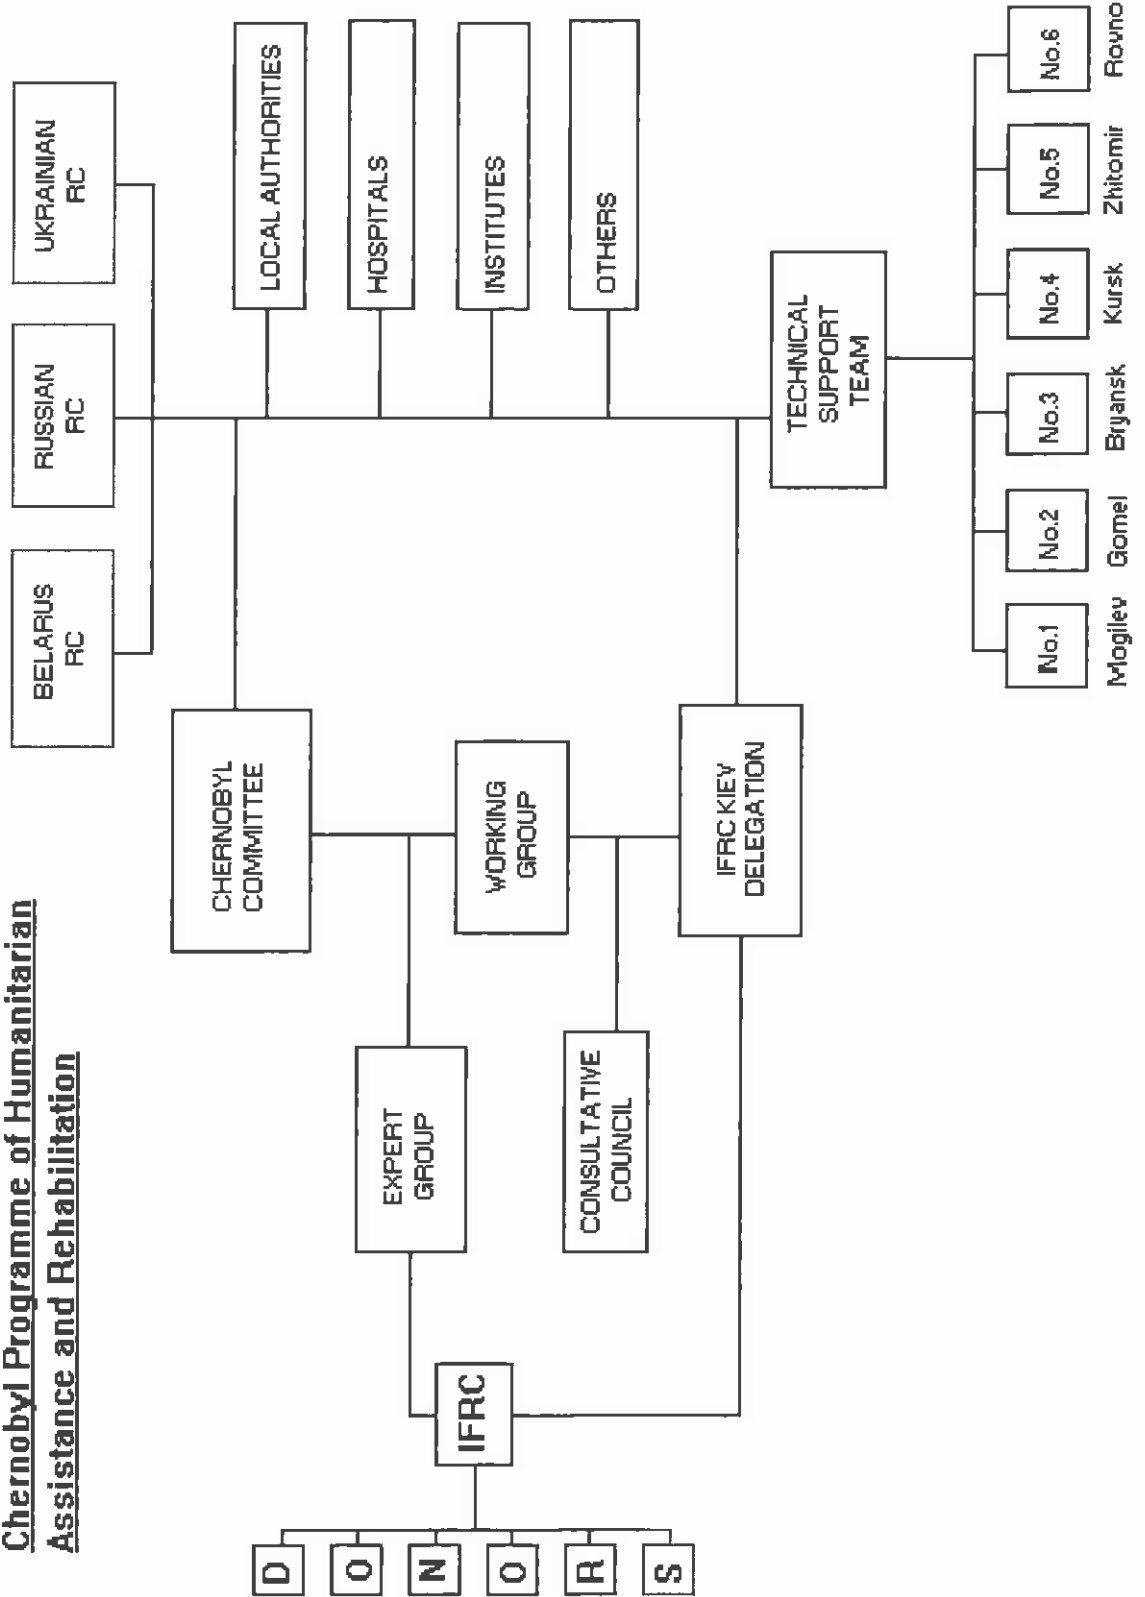 Chernobyl Programme of Humanitarian
Assistance and Rehabilitation
BELARUS
RC
RUSSIAN
RC
UKRAINIAN
RC
CHERNOBYL
COMMITTEE
LOCAL AUTHORITIES
HOSPITALS
INSTITUTES
OTHERS
EXPERT
GROUP
WORKING
GROUP
CONSULTATIVE
COUNCIL
IFRC
IFRC KIEV
DELEGATION
D
O
N
O
R
S
TECHNICAL
SUPPORT
TEAM
No.1
No.2
No.3
No.4
No.5
No.6
Mogilev
Gomel
Bryansk
Kursk
Zhitomir
Rovno